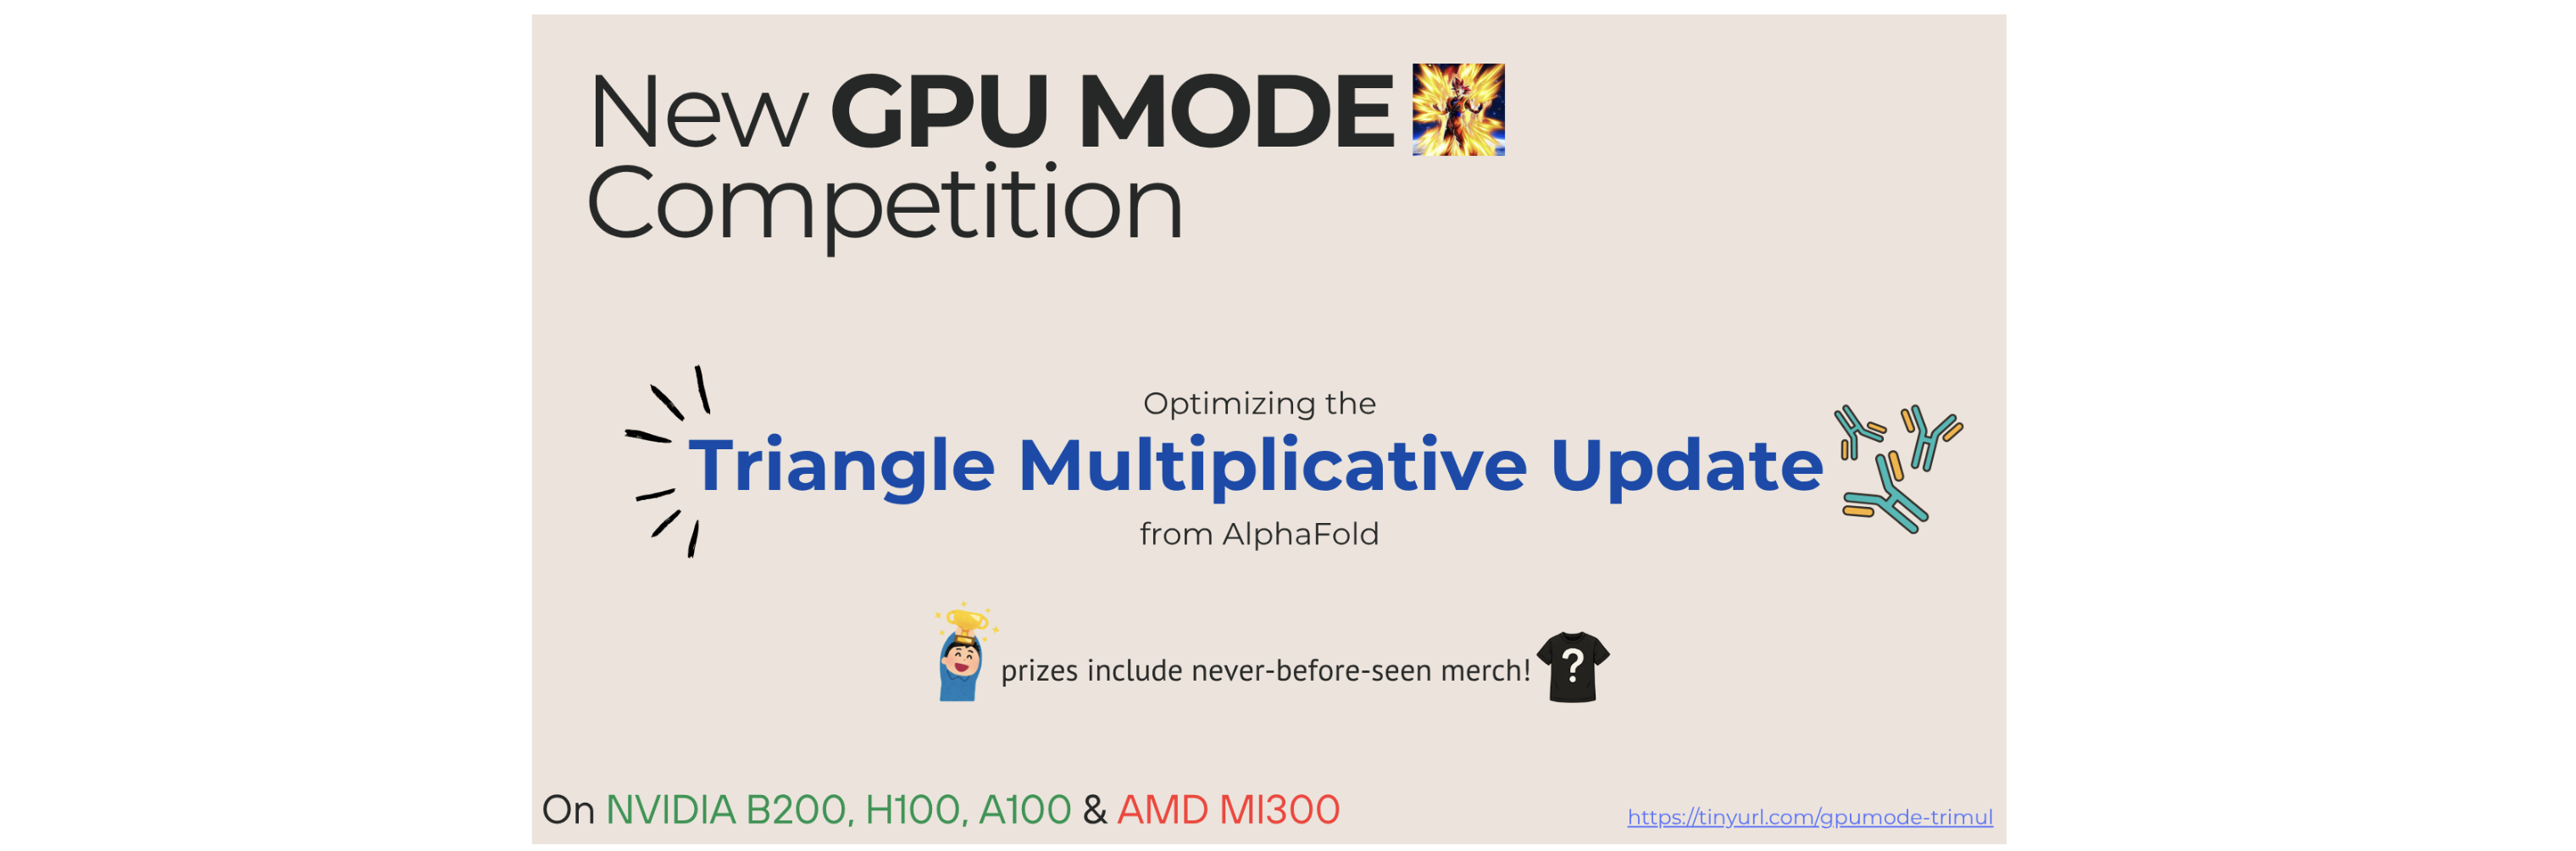 New GPU MODE
Competition
Optimizing the
Triangle Multiplicative Update
from AlphaFold
prizes include never-before-seen merch!
?
On NVIDIA B200, H100, A100 & AMD MI300
https://tinyurl.com/gpumode-trimul